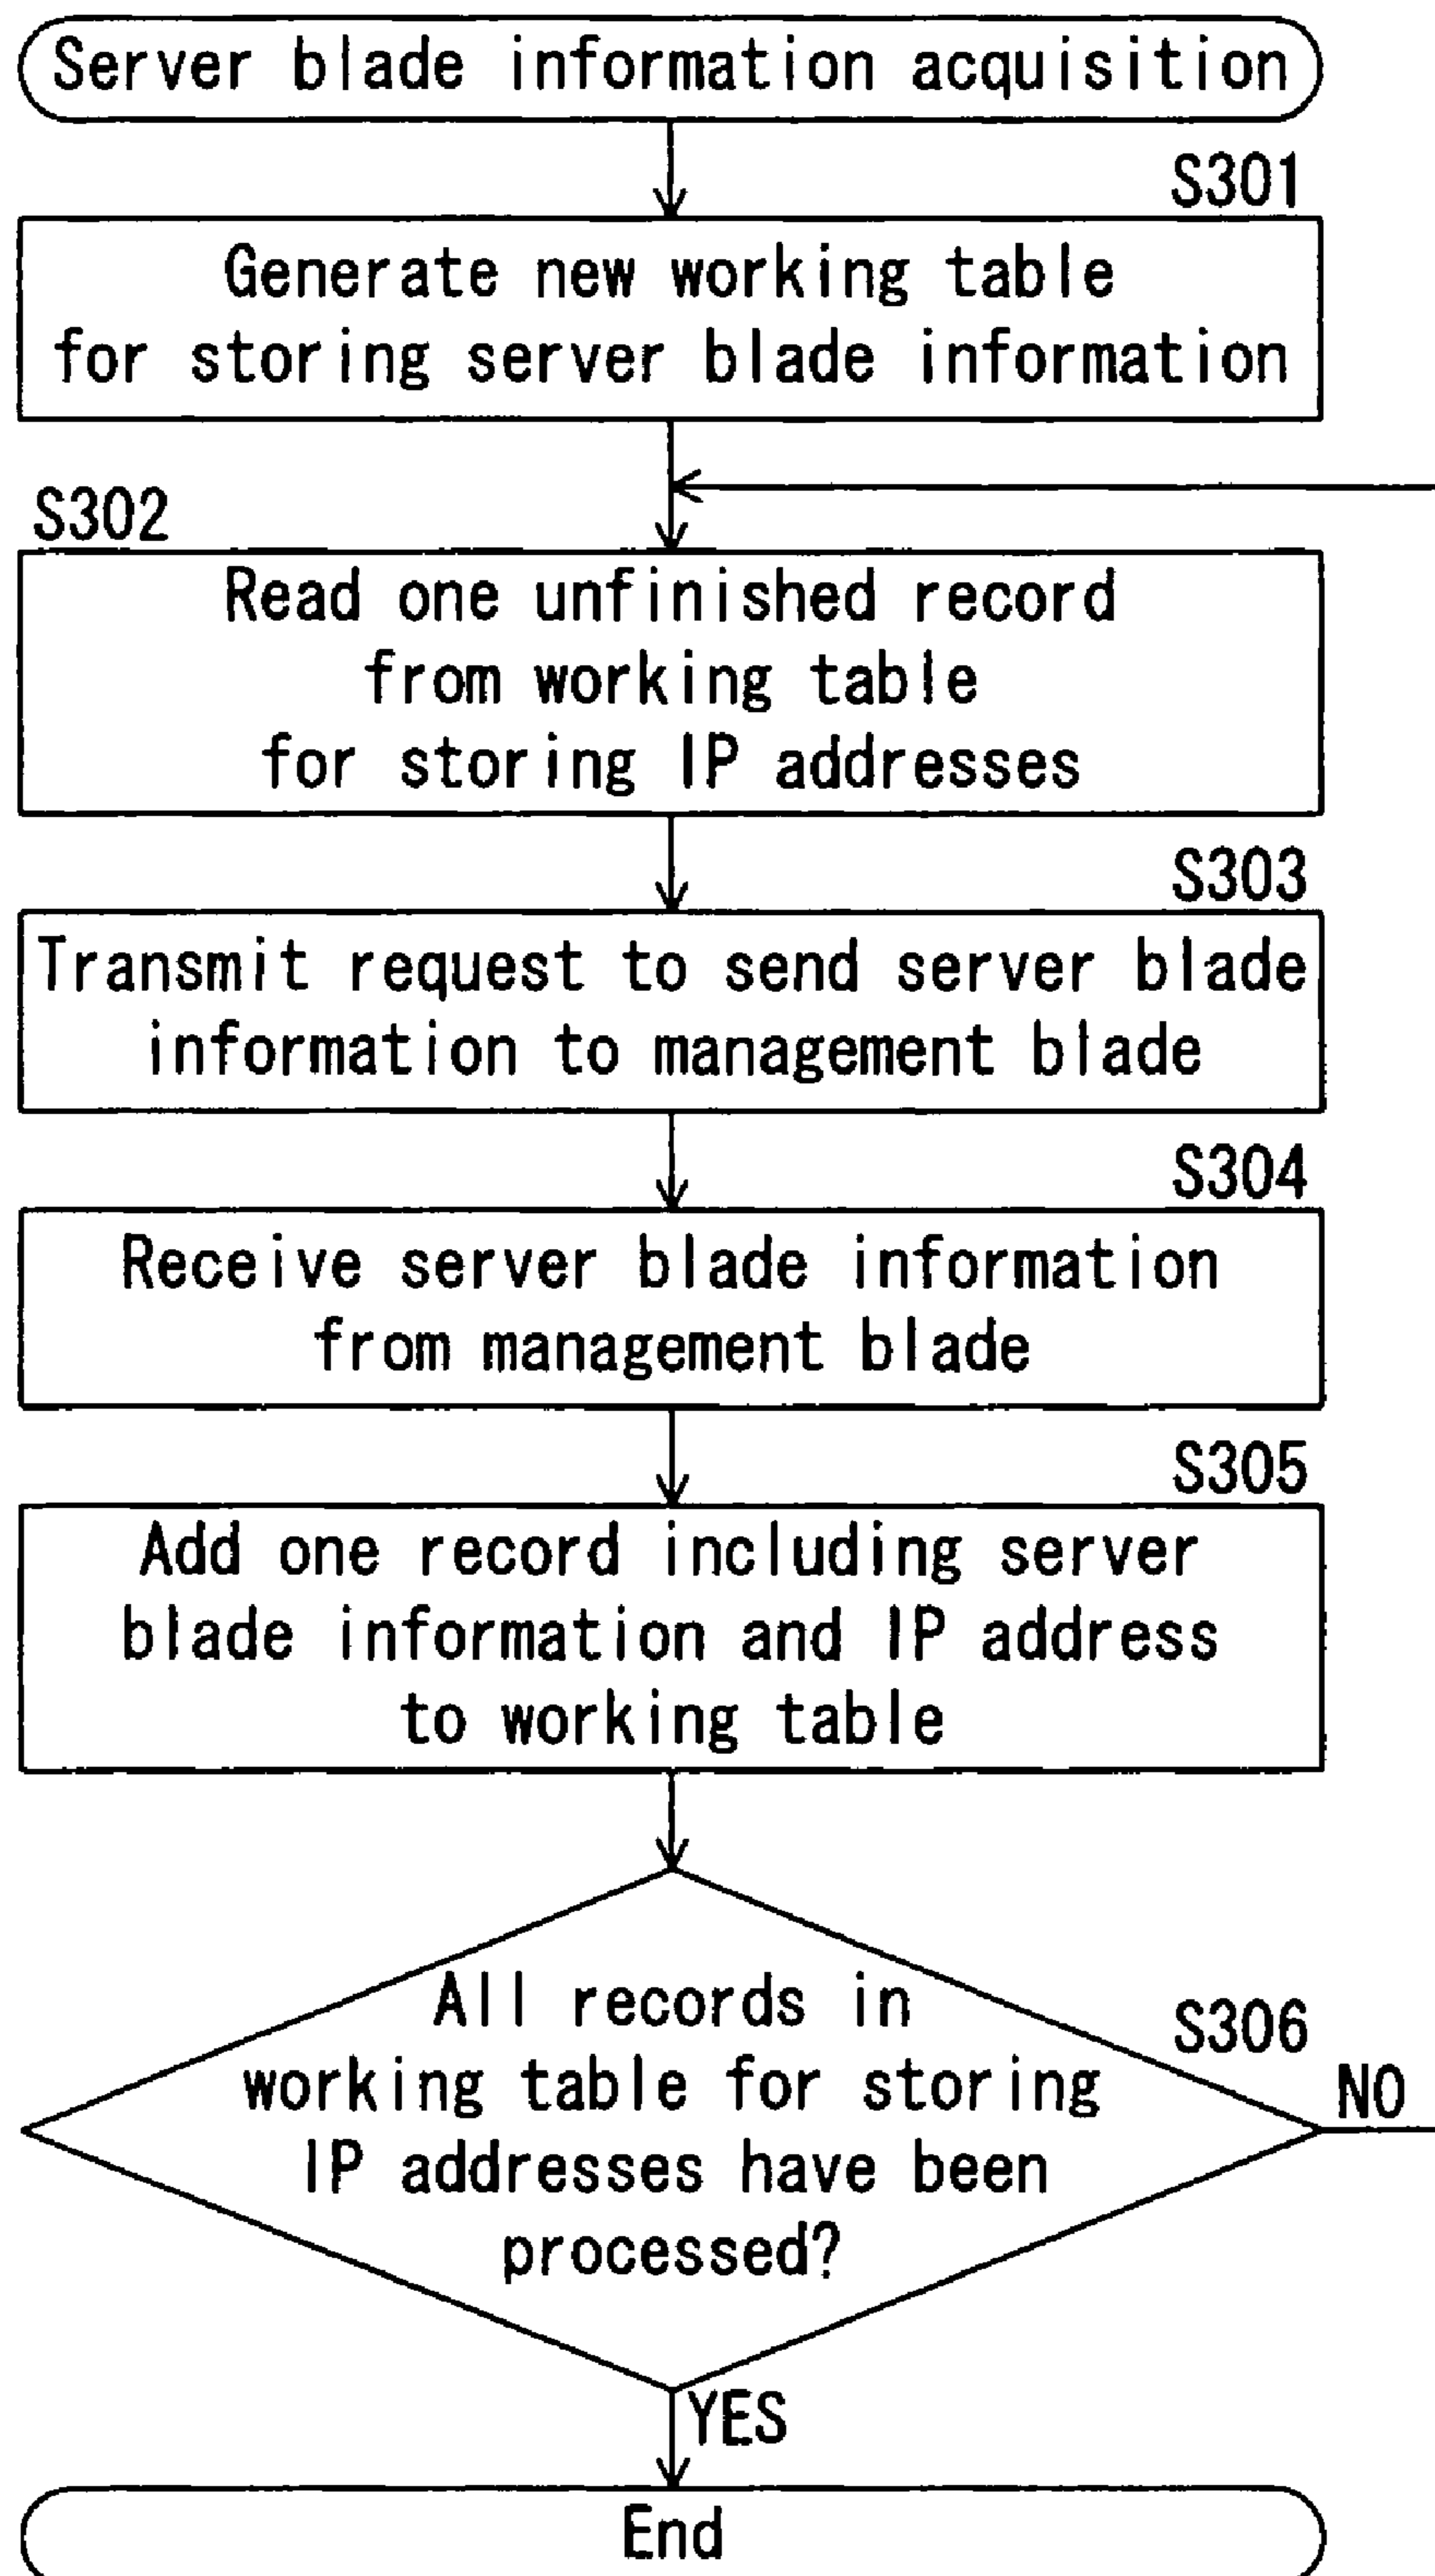 Server blade information acquisition
S301
Generate new working table
for storing server blade information
S302
Read one unfinished record
from working table
for storing IP addresses
S303
Transmit request to send server blade
information to management blade
S304
Receive server blade information
from management blade
S305
Add one record including server
blade information and IP address
to working table
S306
All records in
working table for storing
IP addresses have been
processed?
NO
YES
End